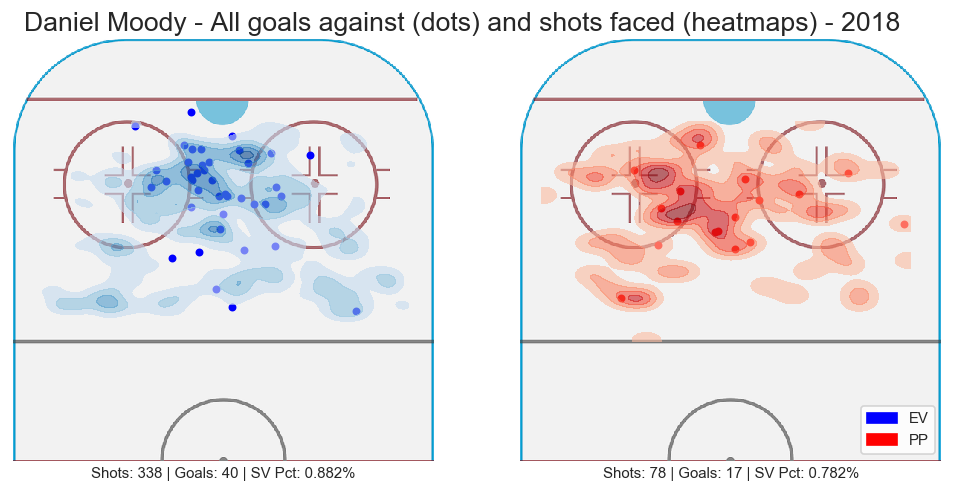 Daniel Moody - All goals against (dots) and shots faced (heatmaps) - 2018
EV
PP
Shots: 338 | Goals: 40 | SV Pct: 0.882%
Shots: 78 | Goals: 17 | SV Pct: 0.782%